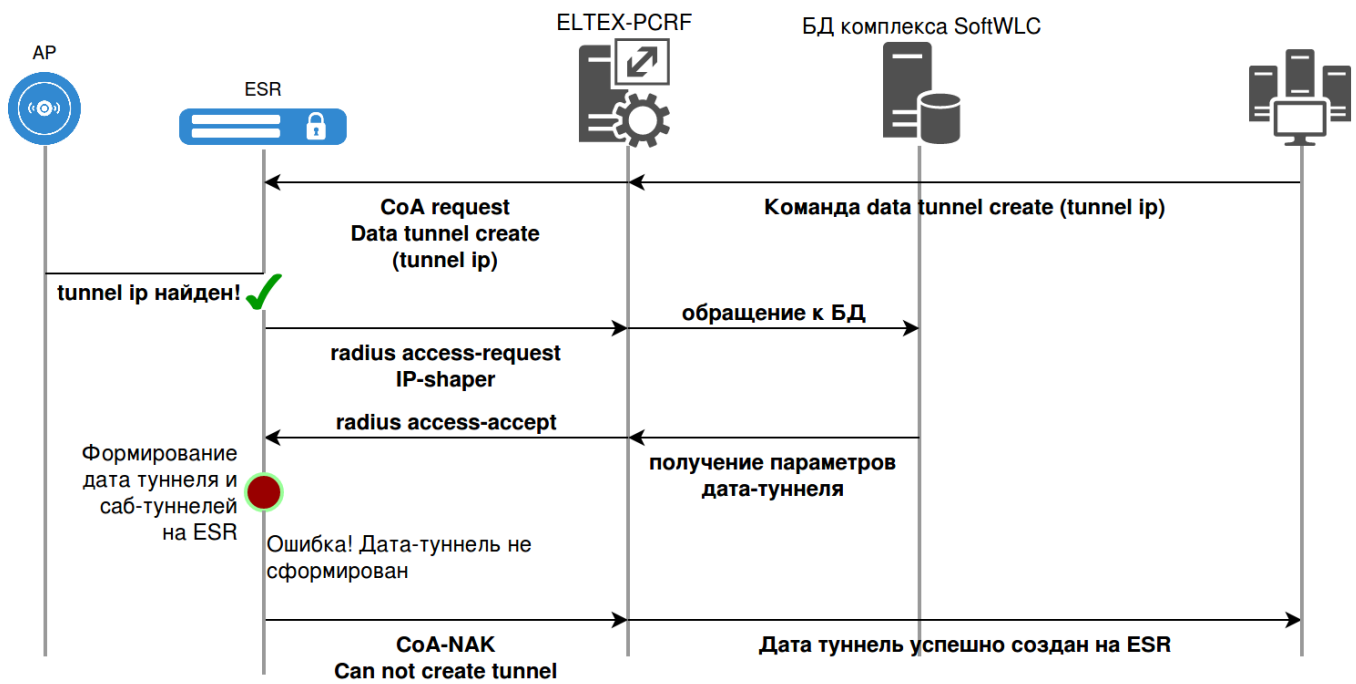 ELTEX-PCRF
БД комплекса SoftWLC
AP
ESR
CoA request
Data tunnel create
(tunnel ip)
Команда data tunnel create (tunnel ip)
tunnel ip найден!
обращение к БД
radius access-request
IP-shaper
radius access-accept
получение параметров
дата-туннеля
Формирование
дата туннеля и
саб-туннелей
на ESR
Ошибка! Дата-туннель не
сформирован
CoA-NAK
Can not create tunnel
Дата туннель успешно создан на ESR